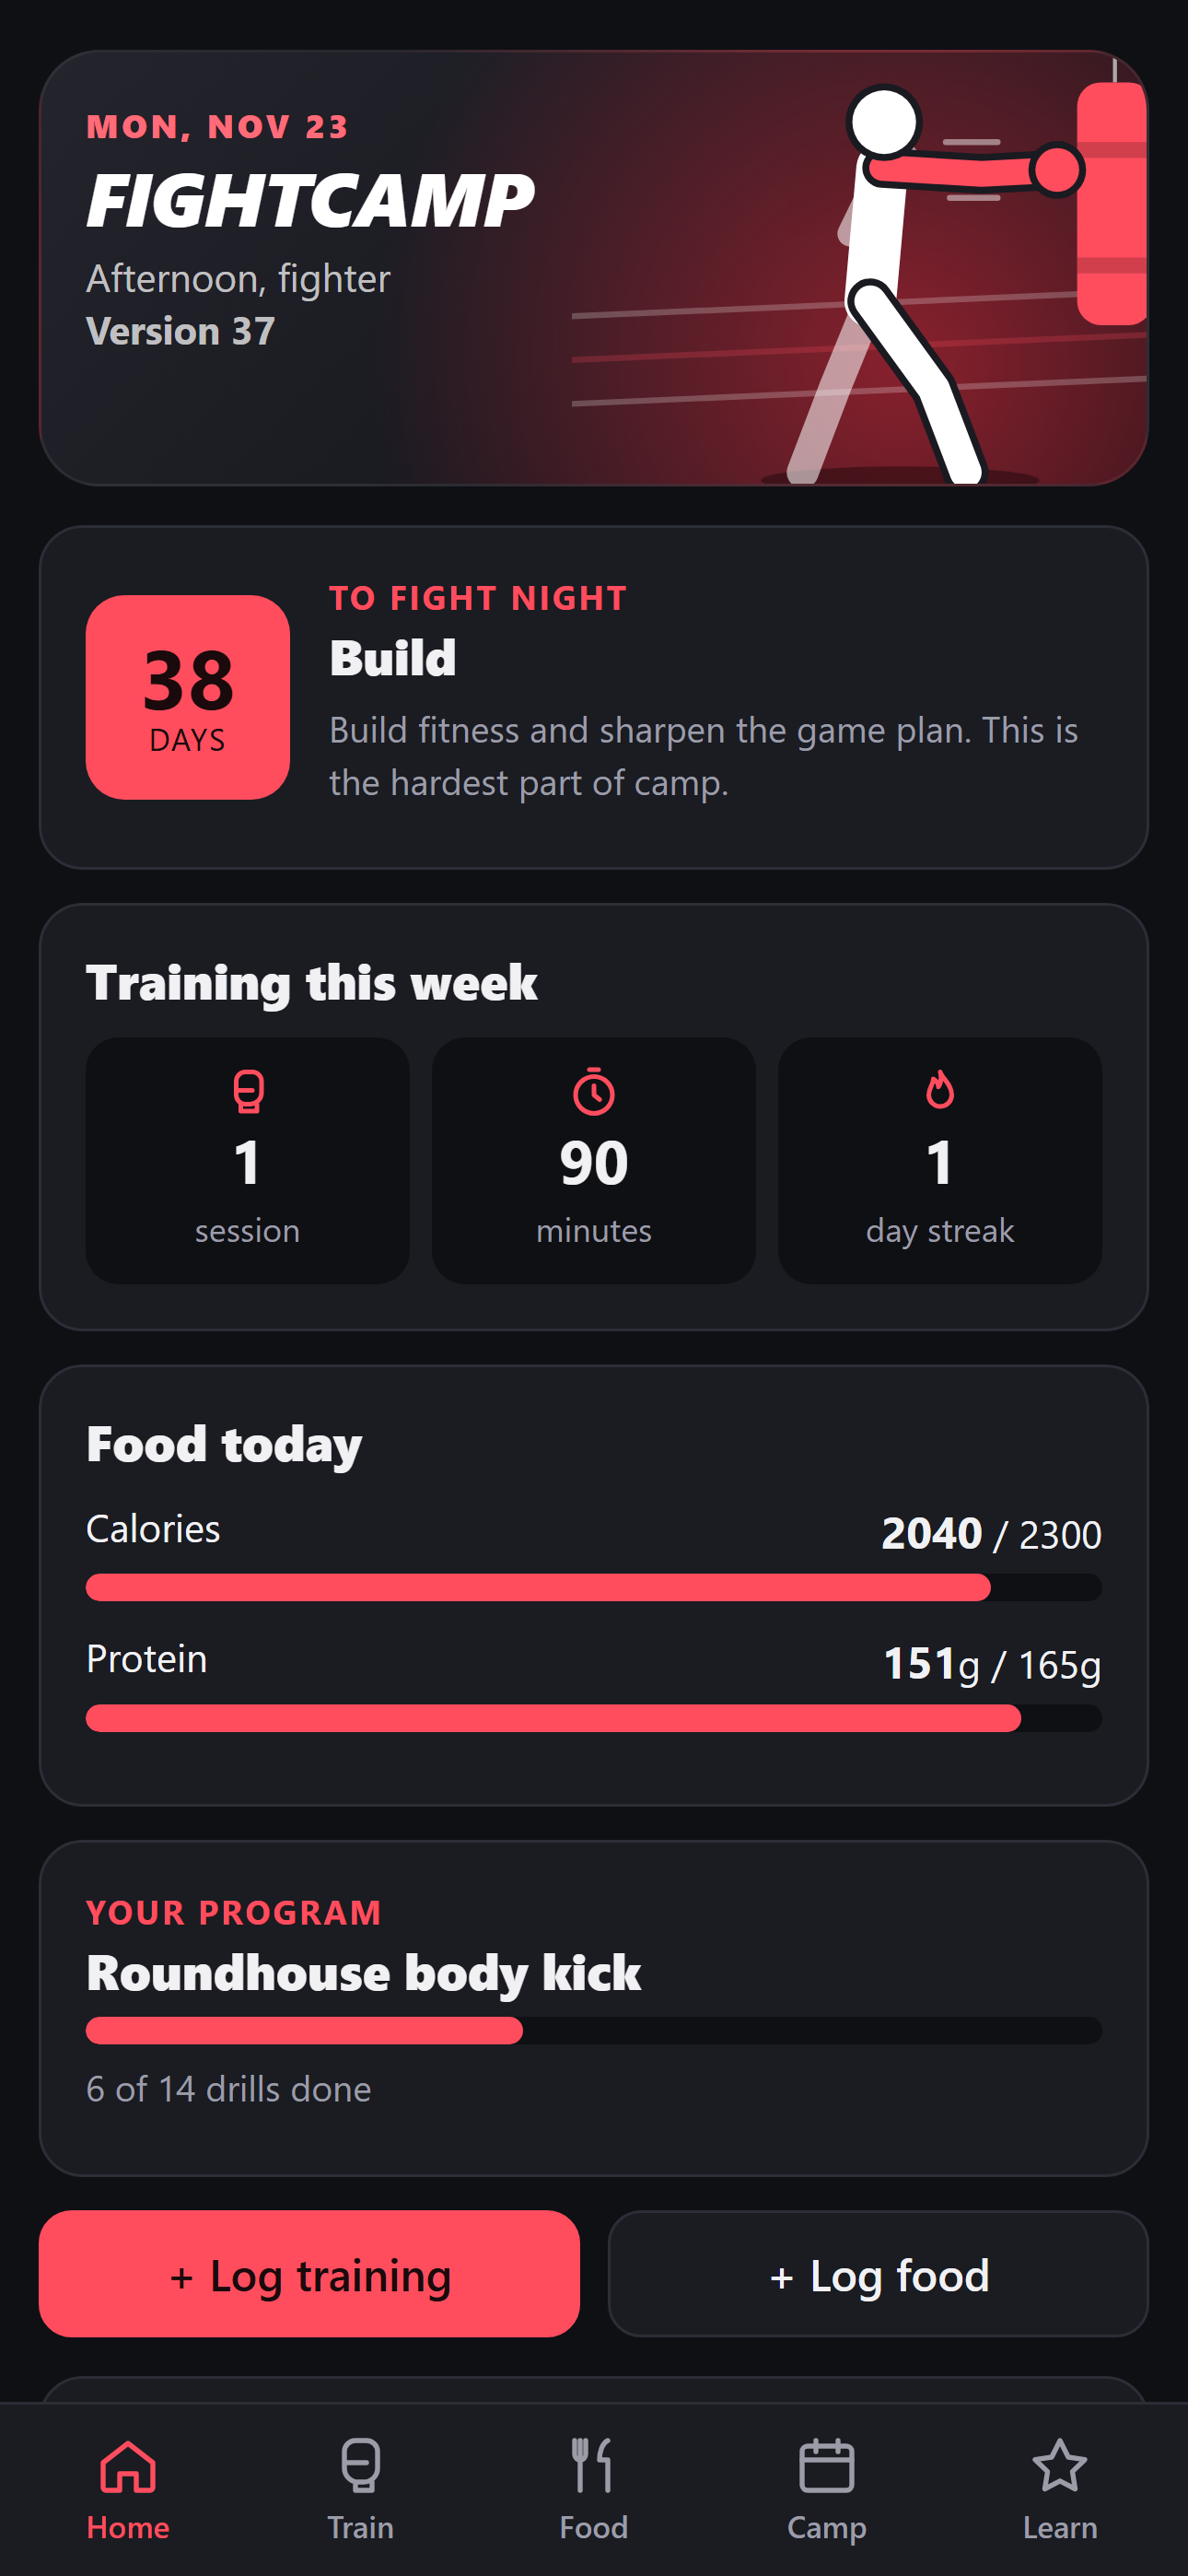 MON, NOV 23
FIGHTCAMP
Afternoon, fighter
Version 37
38
DAYS
TO FIGHT NIGHT
Build
Build fitness and sharpen the game plan. This is
the hardest part of camp.
Training this week
1
session
90
minutes
1
day streak
Food today
Calories
2040 / 2300
Protein
151g / 165g
YOUR PROGRAM
Roundhouse body kick
6 of 14 drills done
+ Log training
+ Log food
Home
Train
Food
Camp
Learn